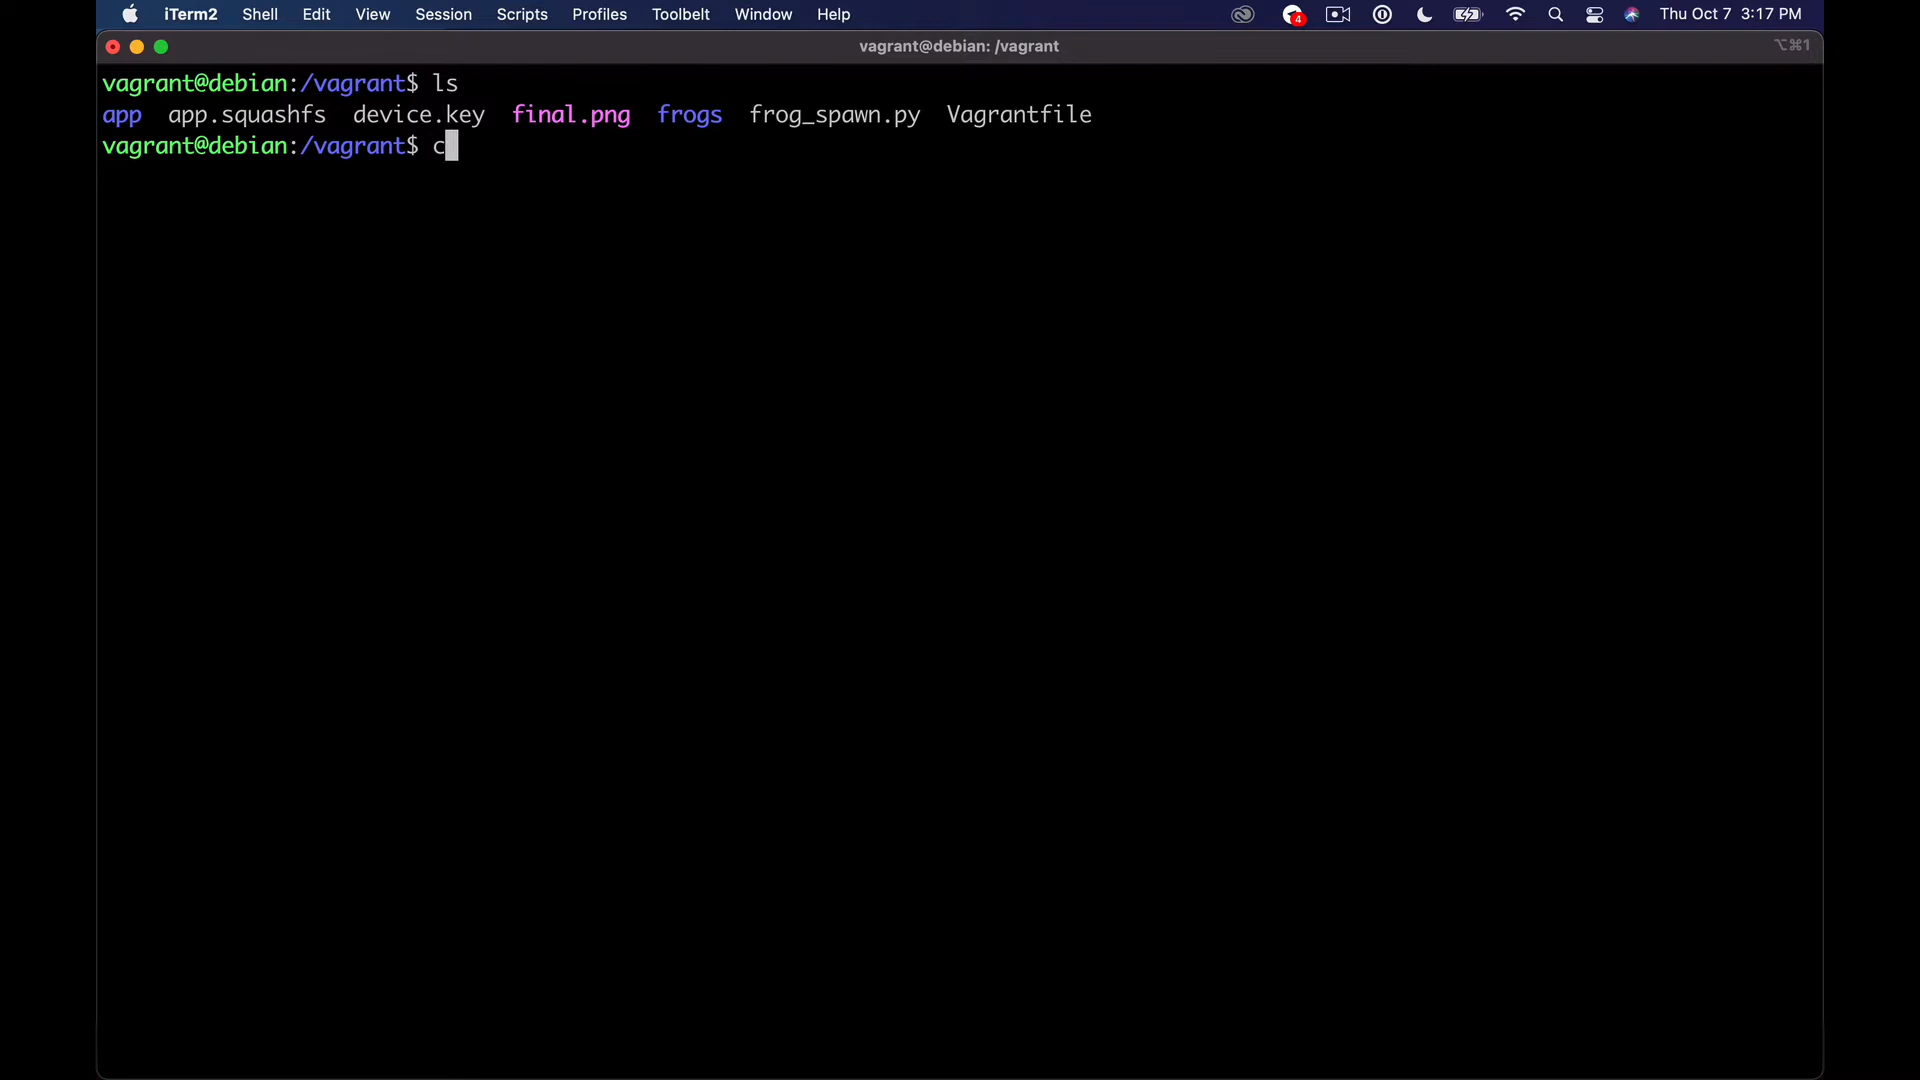 iTerm2 Shell Edit View Session Scripts Profiles Toolbelt Window Help 4 Thu Oct 7 3:17 PM
vagrant@debian: /vagrant ⌥⌘1
vagrant@debian:/vagrant$ ls
app app.squashfs device.key final.png frogs frog_spawn.py Vagrantfile
vagrant@debian:/vagrant$ c